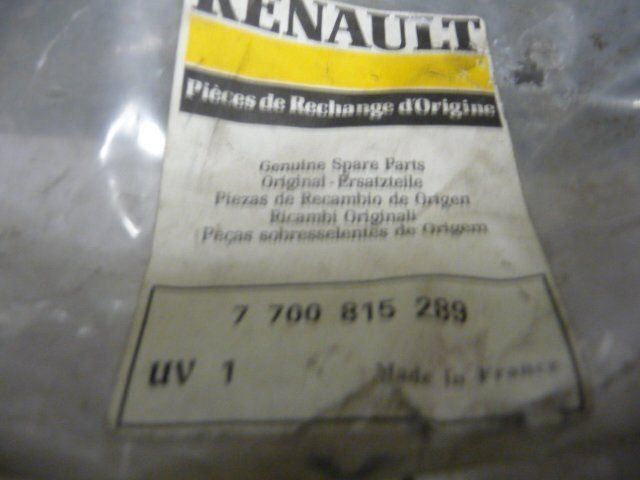 RENAULT
Pièces de Rechange d'Origine
Genuine Spare Parts
Original-Ersatzteile
Piezas de Recambio de Origen
Ricambi Originali
Peças sobresselentes de Origem
7 700 815 289
UV 1 Made in France